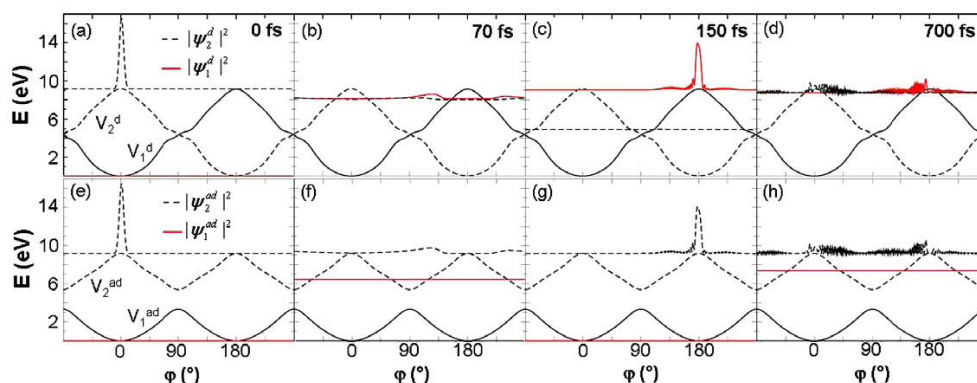 (a) 0 fs
|ψ₂ᵈ|²
|ψ₁ᵈ|²
V₂ᵈ
V₁ᵈ
(b) 70 fs
(c) 150 fs
(d) 700 fs
E (eV)
14
10
6
2
(e)
|ψ₂ᵃᵈ|²
|ψ₁ᵃᵈ|²
V₂ᵃᵈ
V₁ᵃᵈ
(f)
(g)
(h)
E (eV)
14
10
6
2
0 90 180
0 90 180
0 90 180
0 90 180
φ (°)
φ (°)
φ (°)
φ (°)